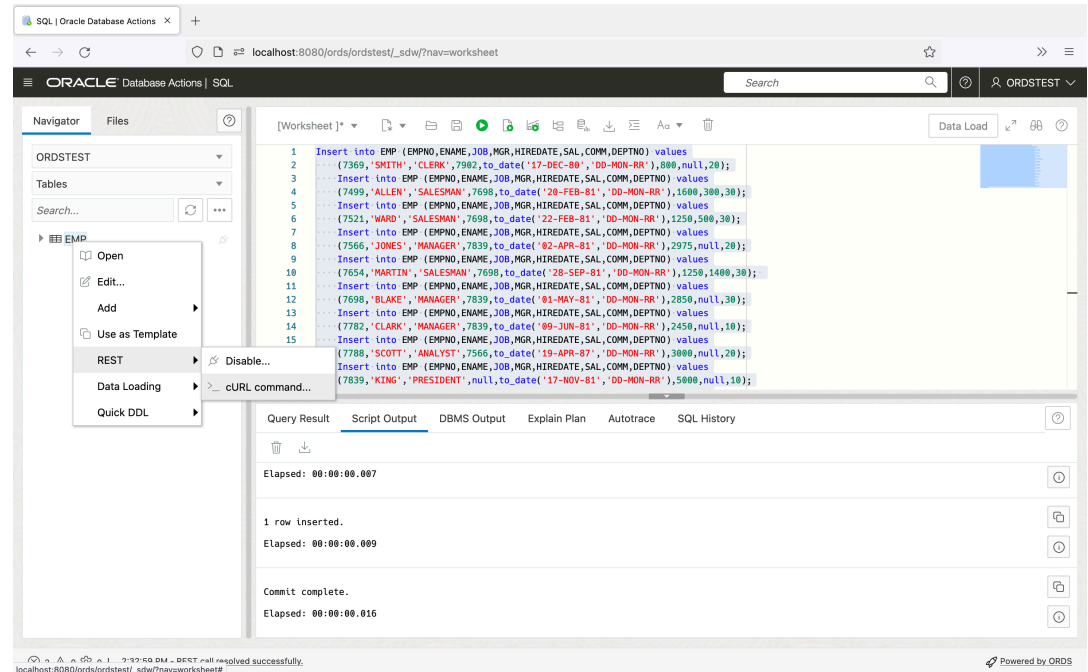 SQL | Oracle Database Actions
localhost:8080/ords/ordstest/_sdw/?nav=worksheet
ORACLE Database Actions | SQL
Search
ORDSTEST
Navigator
Files
ORDSTEST
Tables
Search...
EMP
Open
Edit...
Add
Use as Template
REST
Data Loading
Quick DDL
Disable...
cURL command...
[Worksheet ]*
Aa
Data Load
1 Insert into EMP (EMPNO,ENAME,JOB,MGR,HIREDATE,SAL,COMM,DEPTNO) values
2 (7369,'SMITH','CLERK',7902,to_date('17-DEC-80','DD-MON-RR'),800,null,20);
3 Insert into EMP (EMPNO,ENAME,JOB,MGR,HIREDATE,SAL,COMM,DEPTNO) values
4 (7499,'ALLEN','SALESMAN',7698,to_date('20-FEB-81','DD-MON-RR'),1600,300,30);
5 Insert into EMP (EMPNO,ENAME,JOB,MGR,HIREDATE,SAL,COMM,DEPTNO) values
6 (7521,'WARD','SALESMAN',7698,to_date('22-FEB-81','DD-MON-RR'),1250,500,30);
7 Insert into EMP (EMPNO,ENAME,JOB,MGR,HIREDATE,SAL,COMM,DEPTNO) values
8 (7566,'JONES','MANAGER',7839,to_date('02-APR-81','DD-MON-RR'),2975,null,20);
9 Insert into EMP (EMPNO,ENAME,JOB,MGR,HIREDATE,SAL,COMM,DEPTNO) values
10 (7654,'MARTIN','SALESMAN',7698,to_date('28-SEP-81','DD-MON-RR'),1250,1400,30);
11 Insert into EMP (EMPNO,ENAME,JOB,MGR,HIREDATE,SAL,COMM,DEPTNO) values
12 (7698,'BLAKE','MANAGER',7839,to_date('01-MAY-81','DD-MON-RR'),2850,null,30);
13 Insert into EMP (EMPNO,ENAME,JOB,MGR,HIREDATE,SAL,COMM,DEPTNO) values
14 (7782,'CLARK','MANAGER',7839,to_date('09-JUN-81','DD-MON-RR'),2450,null,10);
15 Insert into EMP (EMPNO,ENAME,JOB,MGR,HIREDATE,SAL,COMM,DEPTNO) values
(7788,'SCOTT','ANALYST',7566,to_date('19-APR-87','DD-MON-RR'),3000,null,20);
Insert into EMP (EMPNO,ENAME,JOB,MGR,HIREDATE,SAL,COMM,DEPTNO) values
(7839,'KING','PRESIDENT',null,to_date('17-NOV-81','DD-MON-RR'),5000,null,10);
Query Result
Script Output
DBMS Output
Explain Plan
Autotrace
SQL History
Elapsed: 00:00:00.007
1 row inserted.
Elapsed: 00:00:00.009
Commit complete.
Elapsed: 00:00:00.016
2:32:59 PM - REST call resolved successfully.
localhost:8080/ords/ordstest/_sdw/?nav=worksheet#
Powered by ORDS